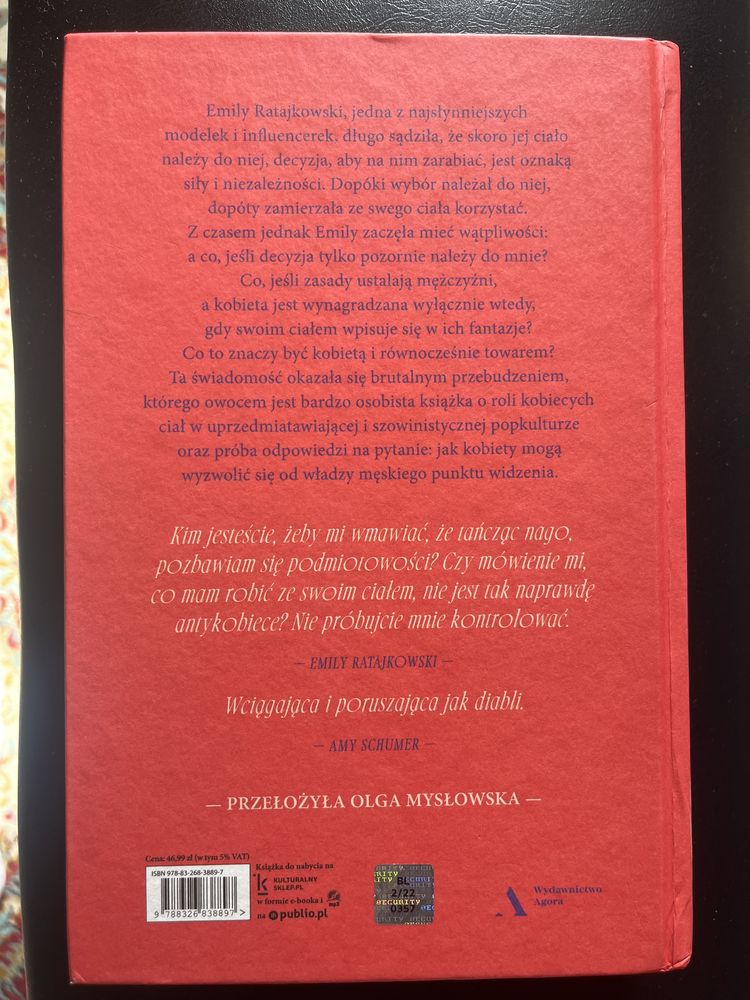 Emily Ratajkowski, jedna z najsłynniejszych
modelek i influencerek. długo sądziła, że skoro jej ciało
należy do niej, decyzja, aby na nim zarabiać, jest oznaką
siły i niezależności. Dopóki wybór należał do niej,
dopóty zamierzała ze swego ciała korzystać.
Z czasem jednak Emily zaczęła mieć wątpliwości:
a co, jeśli decyzja tylko pozornie należy do mnie?
Co, jeśli zasady ustalają mężczyźni,
a kobieta jest wynagradzana wyłącznie wtedy,
gdy swoim ciałem wpisuje się w ich fantazje?
Co to znaczy być kobietą i równocześnie towarem?
Ta świadomość okazała się brutalnym przebudzeniem,
którego owocem jest bardzo osobista książka o roli kobiecych
ciał w uprzedmiatawiającej i szowinistycznej popkulturze
oraz próba odpowiedzi na pytanie: jak kobiety mogą
wyzwolić się od władzy męskiego punktu widzenia.
Kim jesteście, żeby mi wmawiać, że tańcząc nago,
pozbawiam się podmiotowości? Czy mówienie mi,
co mam robić ze swoim ciałem, nie jest tak naprawdę
antykobiece? Nie próbujcie mnie kontrolować.
— EMILY RATAJKOWSKI —
Wciągająca i poruszająca jak diabli.
— AMY SCHUMER —
— PRZEŁOŻYŁA OLGA MYSŁOWSKA —
Cena: 46,99 zł (w tym 5% VAT)
ISBN 978-83-268-3889-7
9 788326 838897 >
Książka do nabycia na
KULTURALNY
SKLEP.PL
w formie e-booka i mp3
na publio.pl
BL
2/22
0357
SECURITY
Wydawnictwo
Agora